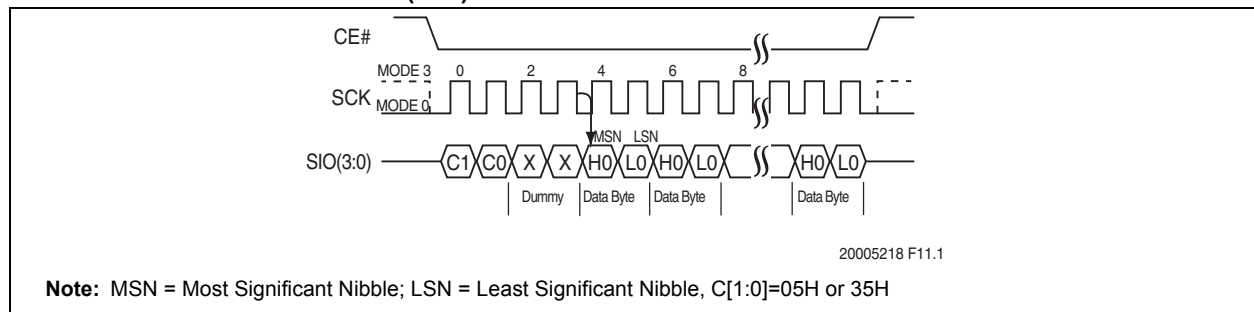 CE#
MODE 3 0 2 4 6 8
SCK MODE 0
MSN LSN
SIO(3:0) C1 C0 X X H0 L0 H0 L0 H0 L0
Dummy Data Byte Data Byte Data Byte
20005218 F11.1
Note: MSN = Most Significant Nibble; LSN = Least Significant Nibble, C[1:0]=05H or 35H